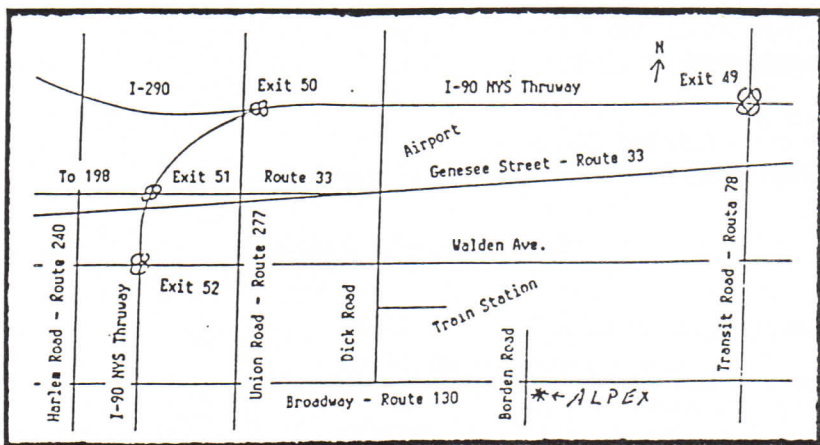 N
I-290
Exit 50
I-90 NYS Thruway
Exit 49
Airport
To 198
Exit 51
Route 33
Genesee Street - Route 33
Harlem Road - Route 240
I-90 NYS Thruway
Exit 52
Union Road - Route 277
Walden Ave.
Dick Road
Train Station
Borden Road
Transit Road - Routa 78
Broadway - Route 130
*←ALPEX